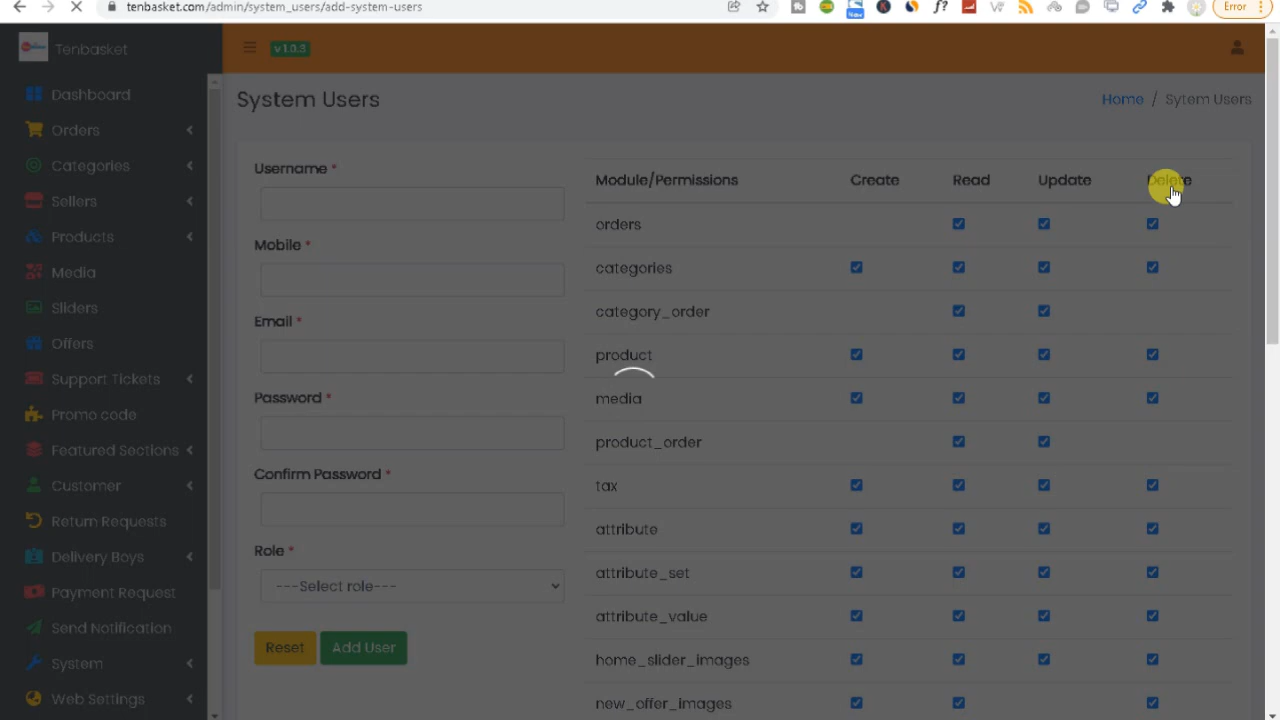 tenbasket.com/admin/system_users/add-system-users
New
Error
Tenbasket
v 1.0.3
Dashboard
Orders
Categories
Sellers
Products
Media
Sliders
Offers
Support Tickets
Promo code
Featured Sections
Customer
Return Requests
Delivery Boys
Payment Request
Send Notification
System
Web Settings
System Users
Home / Sytem Users
Username *
Mobile *
Email *
Password *
Confirm Password *
Role *
---Select role---
Reset Add User
Module/Permissions Create Read Update Delete
orders
categories
category_order
product
media
product_order
tax
attribute
attribute_set
attribute_value
home_slider_images
new_offer_images